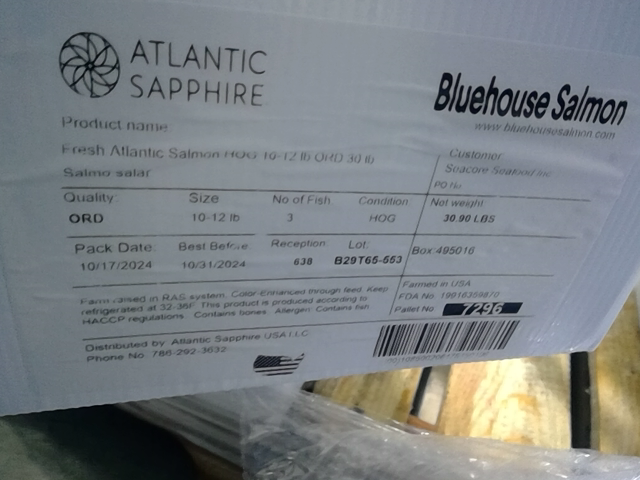 ATLANTIC
SAPPHIRE
Bluehouse Salmon
www.bluehousesalmon.com
Product name
Fresh Atlantic Salmon HOG 10-12 lb ORD 30 lb
Salmo salar
Customer
Seacore Seafood Inc
PO No
Quality: Size No of Fish Condition Net weight
ORD 10-12 lb 3 HOG 30.90 LBS
Pack Date: Best Before Reception Lot: Box: 495016
10/17/2024 10/31/2024 638 B29T65-553
Farm raised in RAS system. Color-Enhanced through feed. Keep
refrigerated at 32-36F. This product is produced according to
HACCP regulations. Contains bones. Allergen: Contains fish
Farmed in USA
FDA No. 19916359870
Pallet No. 7296
Distributed by Atlantic Sapphire USA LLC
Phone No. 786-292-3632